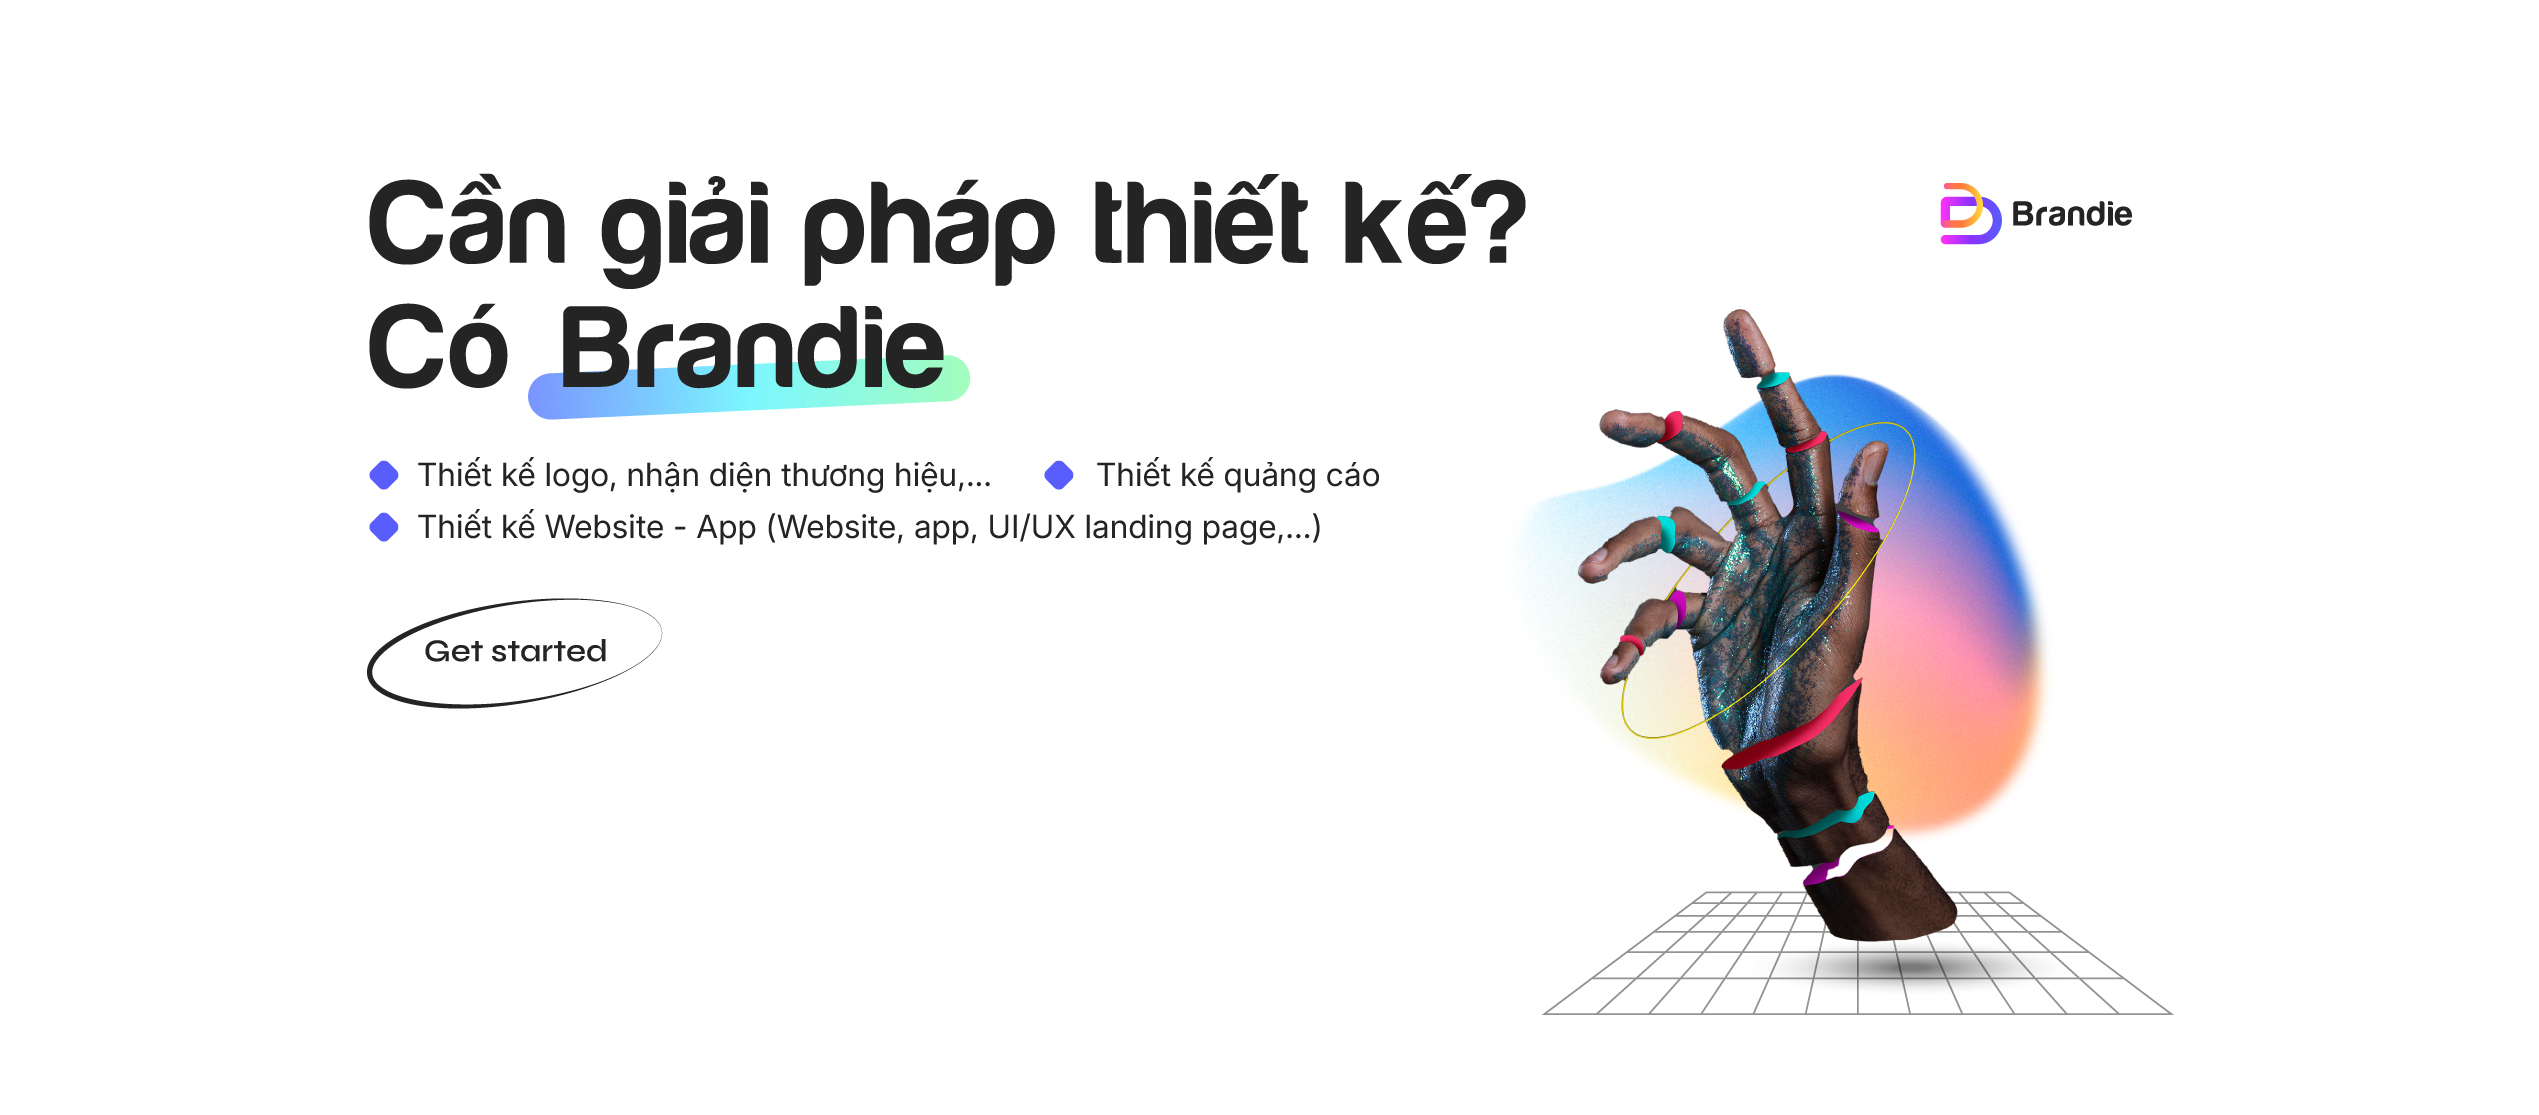 Cần giải pháp thiết kế?
Có Brandie
Brandie
Thiết kế logo, nhận diện thương hiệu,...
Thiết kế quảng cáo
Thiết kế Website - App (Website, app, UI/UX landing page,...)
Get started